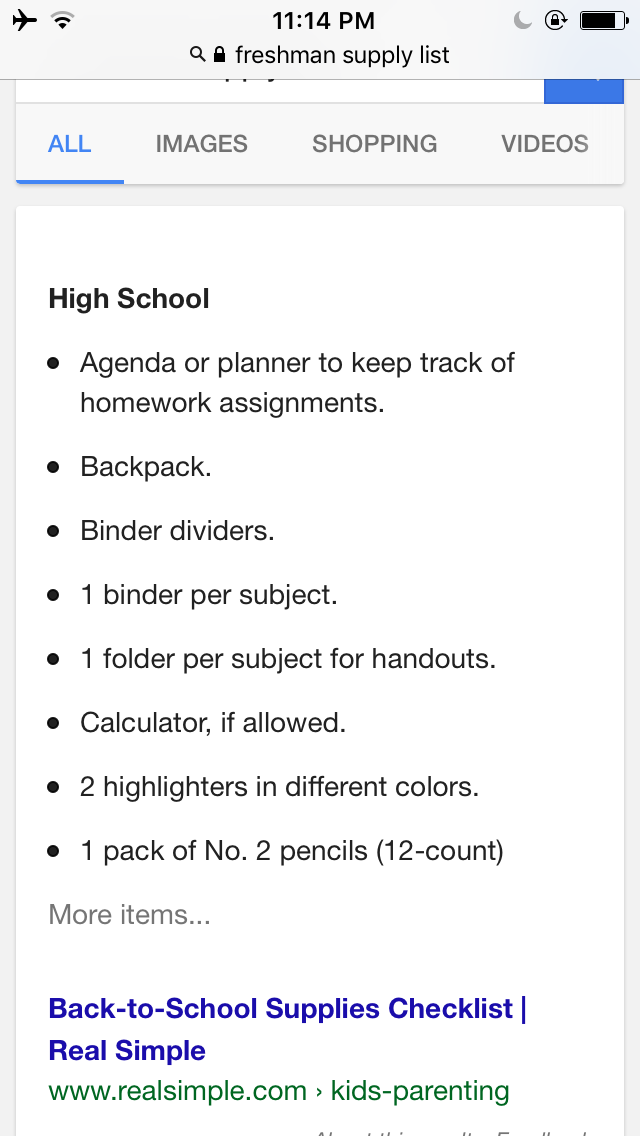 11:14 PM
freshman supply list
ALL IMAGES SHOPPING VIDEOS
High School
• Agenda or planner to keep track of
homework assignments.
• Backpack.
• Binder dividers.
• 1 binder per subject.
• 1 folder per subject for handouts.
• Calculator, if allowed.
• 2 highlighters in different colors.
• 1 pack of No. 2 pencils (12-count)
More items...
Back-to-School Supplies Checklist |
Real Simple
www.realsimple.com › kids-parenting